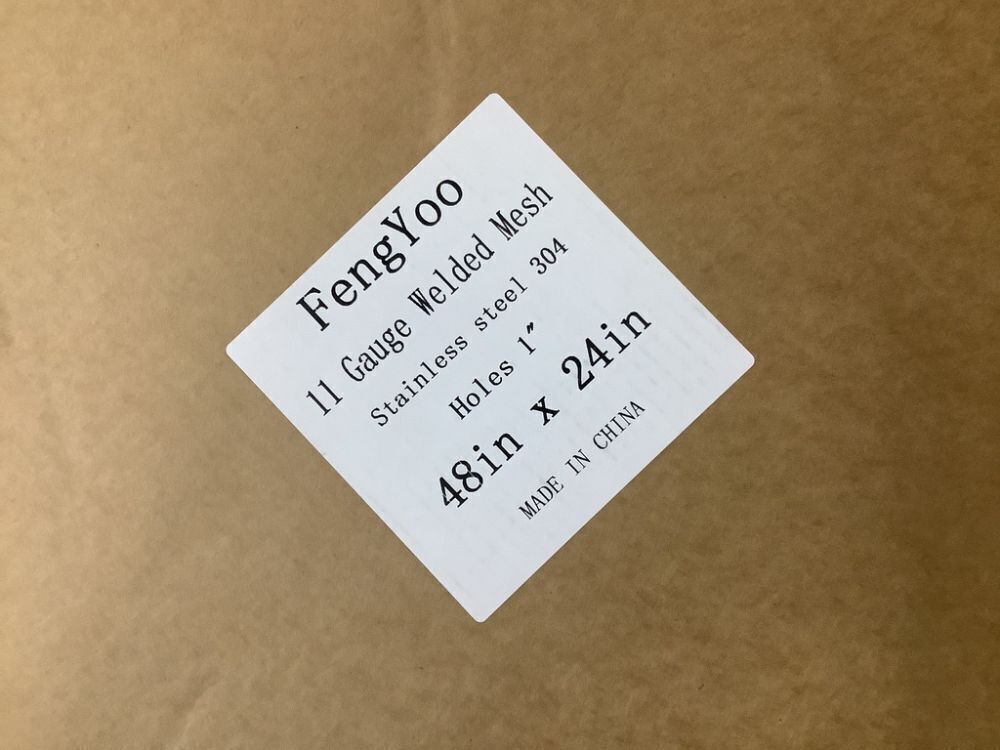 FengYoo
11 Gauge Welded Mesh
Stainless steel 304
Holes 1"
48in x 24in
MADE IN CHINA